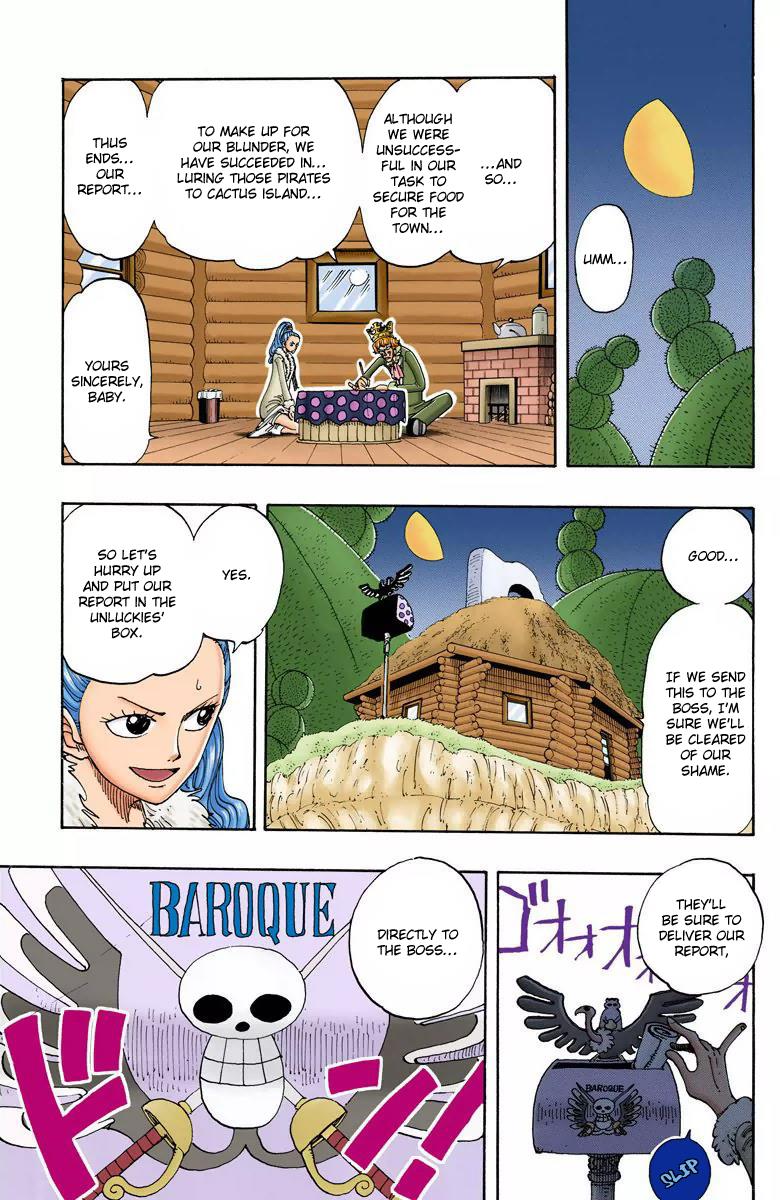 UMM...
...AND
SO...
ALTHOUGH
WE WERE
UNSUCCESS-
FUL IN OUR
TASK TO
SECURE FOOD
FOR THE
TOWN...
TO MAKE UP FOR
OUR BLUNDER, WE
HAVE SUCCEEDED IN...
LURING THOSE PIRATES
TO CACTUS ISLAND...
THUS
ENDS...
OUR
REPORT...
YOURS
SINCERELY,
BABY.
GOOD...
IF WE SEND
THIS TO THE
BOSS, I'M
SURE WE'LL
BE CLEARED
OF OUR
SHAME.
YES.
SO LET'S
HURRY UP
AND PUT OUR
REPORT IN THE
UNLUCKIES'
BOX.
THEY'LL
BE SURE TO
DELIVER OUR
REPORT,
ゴオオオオオ
BAROQUE
SLIP
DIRECTLY TO
THE BOSS...
BAROQUE
ドン!!